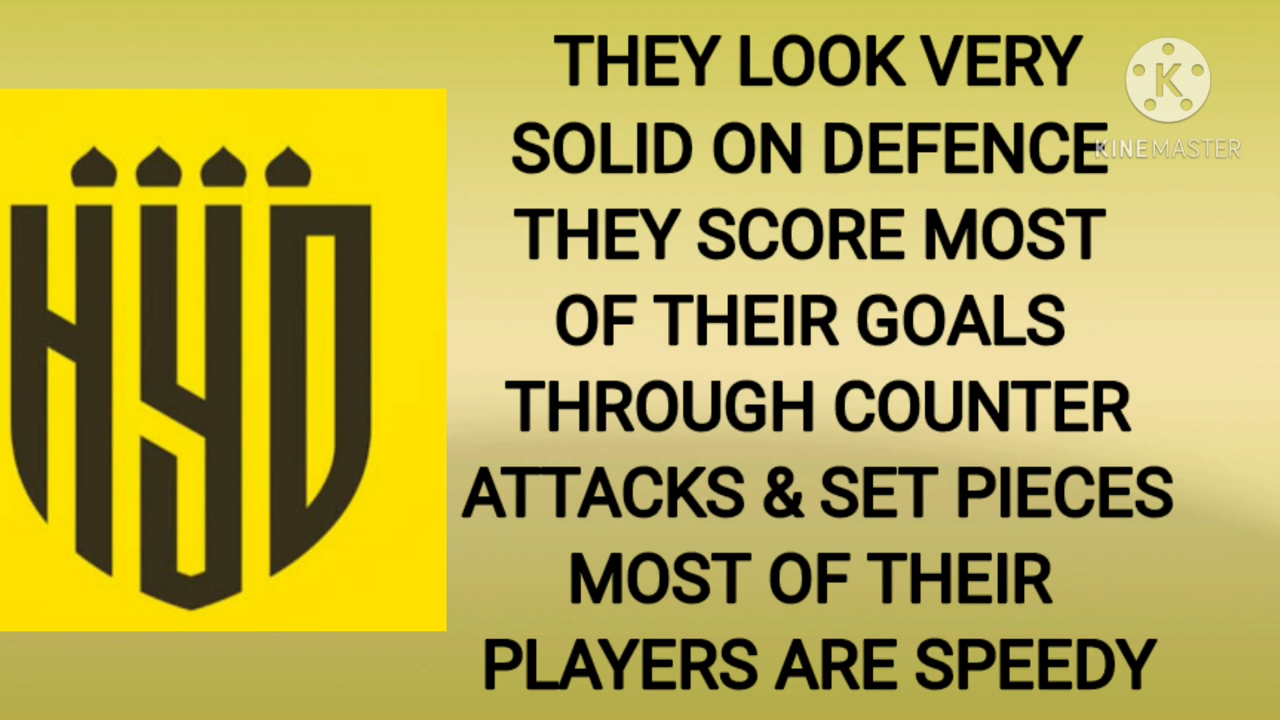 THEY LOOK VERY
SOLID ON DEFENCE
THEY SCORE MOST
OF THEIR GOALS
THROUGH COUNTER
ATTACKS & SET PIECES
MOST OF THEIR
PLAYERS ARE SPEEDY
HYD
K
KINEMASTER